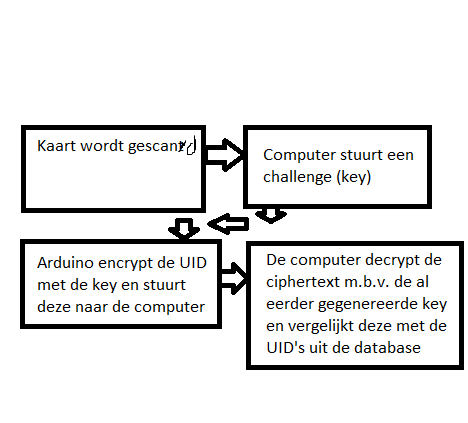 Kaart wordt gescand
Computer stuurt een
challenge (key)
Arduino encrypt de UID
met de key en stuurt
deze naar de computer
De computer decrypt de
ciphertext m.b.v. de al
eerder gegenereerde key
en vergelijkt deze met de
UID's uit de database